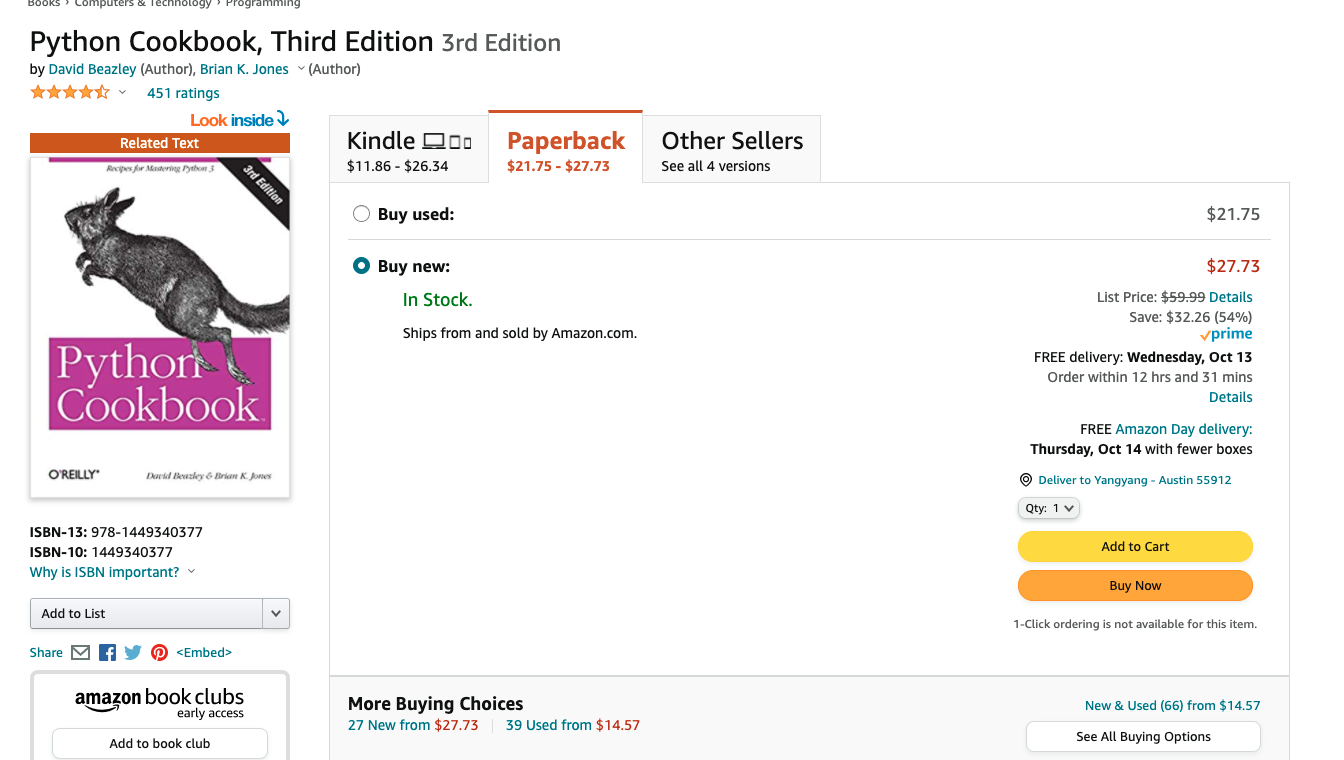 Books › Computers & Technology › Programming
Python Cookbook, Third Edition 3rd Edition
by David Beazley (Author), Brian K. Jones (Author)
451 ratings
Look inside
Related Text
Recipes for Mastering Python 3
3rd Edition
Python
Cookbook™
O'REILLY®
David Beazley & Brian K. Jones
ISBN-13: 978-1449340377
ISBN-10: 1449340377
Why is ISBN important?
Add to List
Share <Embed>
amazon book clubs
early access
Add to book club
Kindle
$11.86 - $26.34
Paperback
$21.75 - $27.73
Other Sellers
See all 4 versions
Buy used: $21.75
Buy new: $27.73
In Stock.
Ships from and sold by Amazon.com.
List Price: $59.99 Details
Save: $32.26 (54%)
prime
FREE delivery: Wednesday, Oct 13
Order within 12 hrs and 31 mins
Details
FREE Amazon Day delivery:
Thursday, Oct 14 with fewer boxes
Deliver to Yangyang - Austin 55912
Qty: 1
Add to Cart
Buy Now
1-Click ordering is not available for this item.
More Buying Choices
27 New from $27.73 39 Used from $14.57
New & Used (66) from $14.57
See All Buying Options